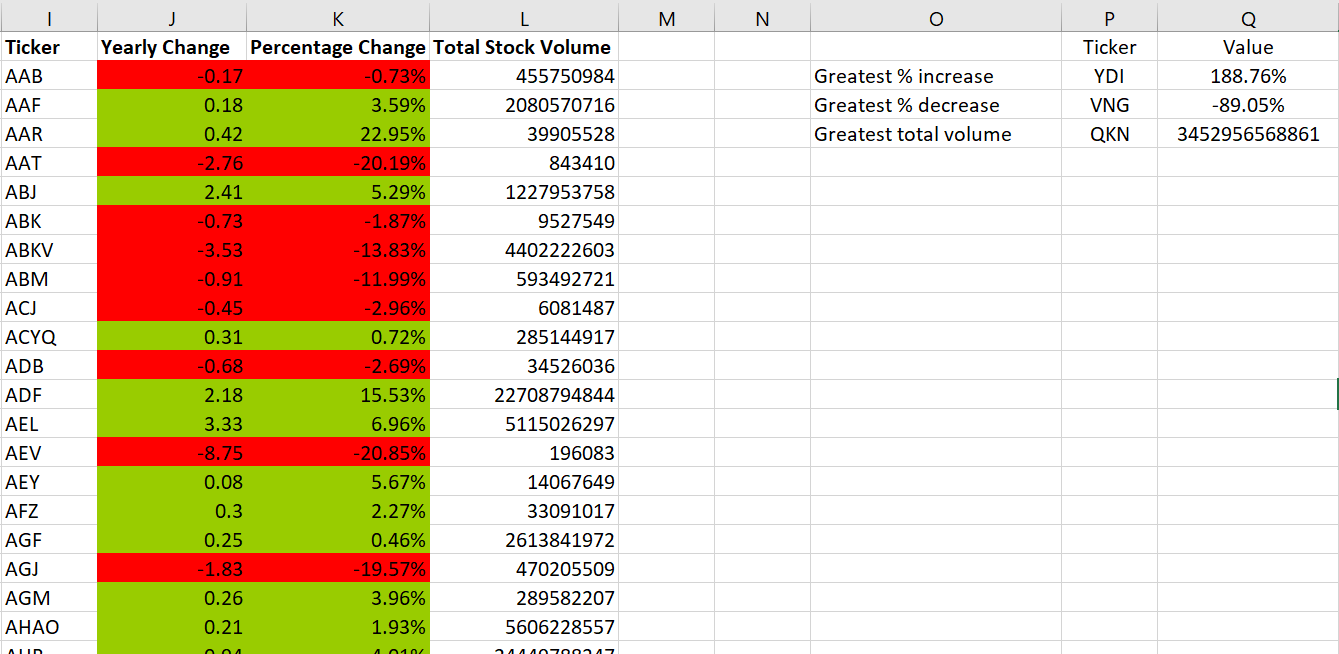 I J K L M N O P Q
Ticker Yearly Change Percentage Change Total Stock Volume Ticker Value
AAB -0.17 -0.73% 455750984 Greatest % increase YDI 188.76%
AAF 0.18 3.59% 2080570716 Greatest % decrease VNG -89.05%
AAR 0.42 22.95% 39905528 Greatest total volume QKN 3452956568861
AAT -2.76 -20.19% 843410
ABJ 2.41 5.29% 1227953758
ABK -0.73 -1.87% 9527549
ABKV -3.53 -13.83% 4402222603
ABM -0.91 -11.99% 593492721
ACJ -0.45 -2.96% 6081487
ACYQ 0.31 0.72% 285144917
ADB -0.68 -2.69% 34526036
ADF 2.18 15.53% 22708794844
AEL 3.33 6.96% 5115026297
AEV -8.75 -20.85% 196083
AEY 0.08 5.67% 14067649
AFZ 0.3 2.27% 33091017
AGF 0.25 0.46% 2613841972
AGJ -1.83 -19.57% 470205509
AGM 0.26 3.96% 289582207
AHAO 0.21 1.93% 5606228557